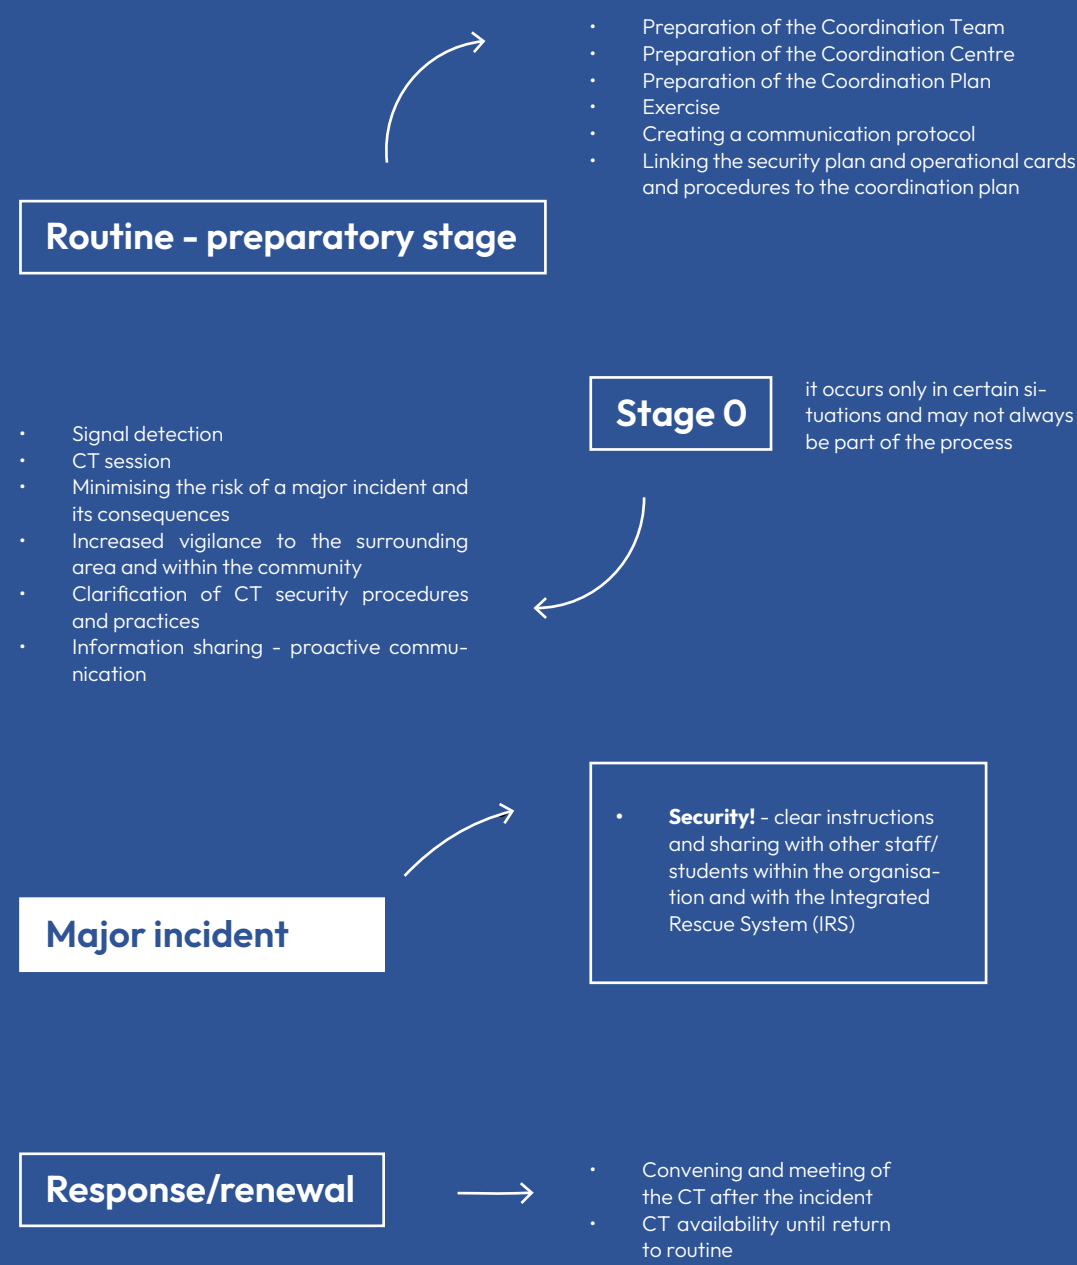 • Preparation of the Coordination Team
• Preparation of the Coordination Centre
• Preparation of the Coordination Plan
• Exercise
• Creating a communication protocol
• Linking the security plan and operational cards
and procedures to the coordination plan
Routine - preparatory stage
Stage 0
it occurs only in certain si-
tuations and may not always
be part of the process
• Signal detection
• CT session
• Minimising the risk of a major incident and
its consequences
• Increased vigilance to the surrounding
area and within the community
• Clarification of CT security procedures
and practices
• Information sharing - proactive commu-
nication
Major incident
• Security! - clear instructions
and sharing with other staff/
students within the organisa-
tion and with the Integrated
Rescue System (IRS)
Response/renewal
• Convening and meeting of
the CT after the incident
• CT availability until return
to routine